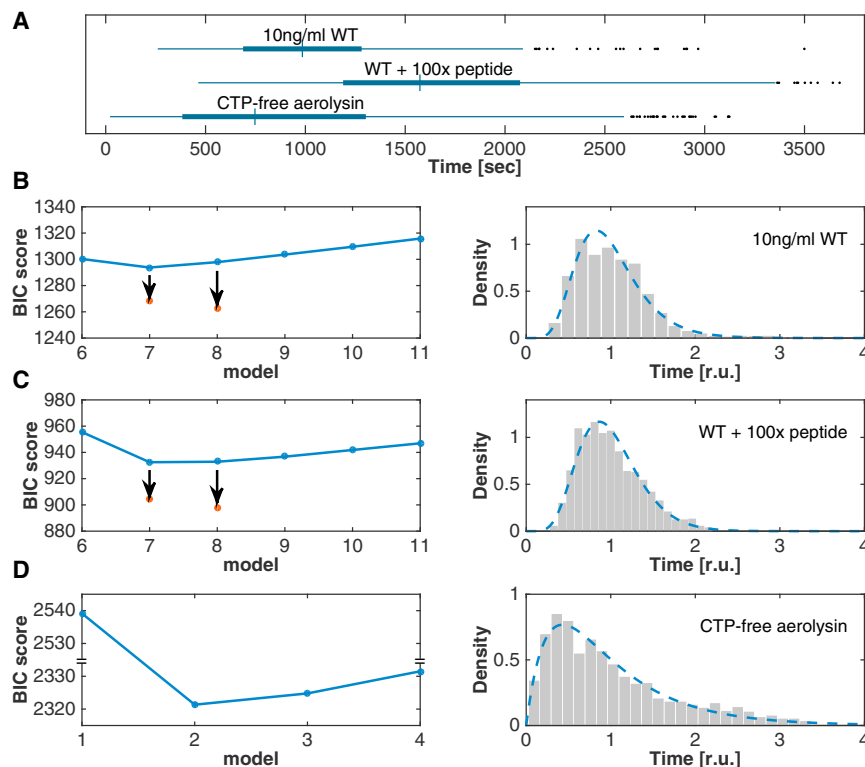 A
10ng/ml WT
WT + 100x peptide
CTP-free aerolysin
0 500 1000 1500 2000 2500 3000 3500
Time [sec]
B
1340
1320
1300
1280
1260
1240
BIC score
6 7 8 9 10 11
model
10ng/ml WT
1
0.5
0
Density
0 1 2 3 4
Time [r.u.]
C
980
960
940
920
900
880
BIC score
6 7 8 9 10 11
model
WT + 100x peptide
1
0.5
0
Density
0 1 2 3 4
Time [r.u.]
D
2540
2530
2330
2320
BIC score
1 2 3 4
model
CTP-free aerolysin
1
0.5
0
Density
0 1 2 3 4
Time [r.u.]